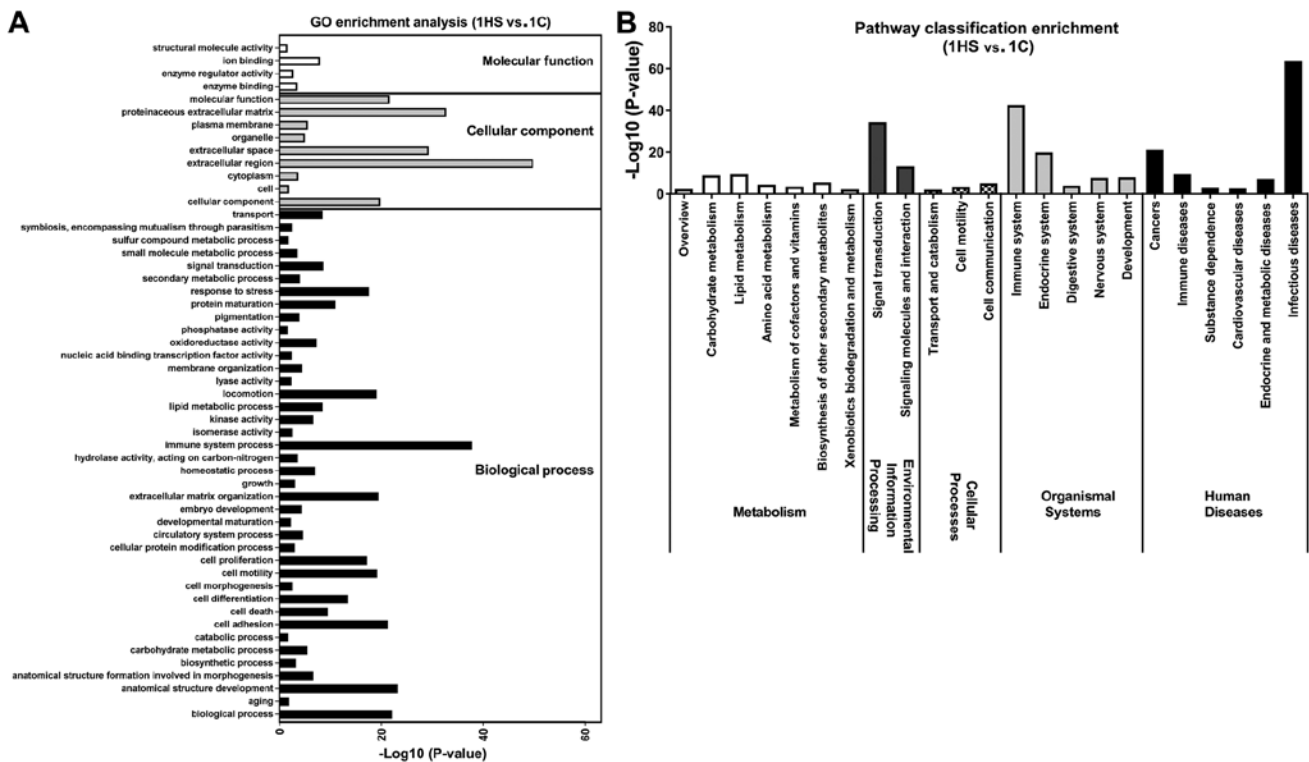 A
GO enrichment analysis (1HS vs. 1C)
structural molecule activity
ion binding
enzyme regulator activity
enzyme binding
Molecular function
molecular function
proteinaceous extracellular matrix
plasma membrane
organelle
extracellular space
extracellular region
cytoplasm
cell
cellular component
Cellular component
transport
symbiosis, encompassing mutualism through parasitism
sulfur compound metabolic process
small molecule metabolic process
signal transduction
secondary metabolic process
response to stress
protein maturation
pigmentation
phosphatase activity
oxidoreductase activity
nucleic acid binding transcription factor activity
membrane organization
lyase activity
locomotion
lipid metabolic process
kinase activity
isomerase activity
immune system process
hydrolase activity, acting on carbon-nitrogen
homeostatic process
growth
extracellular matrix organization
embryo development
developmental maturation
circulatory system process
cellular protein modification process
cell proliferation
cell motility
cell morphogenesis
cell differentiation
cell death
cell adhesion
catabolic process
carbohydrate metabolic process
biosynthetic process
anatomical structure formation involved in morphogenesis
anatomical structure development
aging
biological process
Biological process
0
20
40
60
-Log10 (P-value)
B
Pathway classification enrichment
(1HS vs. 1C)
-Log10 (P-value)
80
60
40
20
0
Overview
Carbohydrate metabolism
Lipid metabolism
Amino acid metabolism
Metabolism of cofactors and vitamins
Biosynthesis of other secondary metabolites
Xenobiotics biodegradation and metabolism
Signal transduction
Signaling molecules and interaction
Transport and catabolism
Cell motility
Cell communication
Immune system
Endocrine system
Digestive system
Nervous system
Development
Cancers
Immune diseases
Substance dependence
Cardiovascular diseases
Endocrine and metabolic diseases
Infectious diseases
Metabolism
Environmental
Information
Processing
Cellular
Processes
Organismal
Systems
Human
Diseases